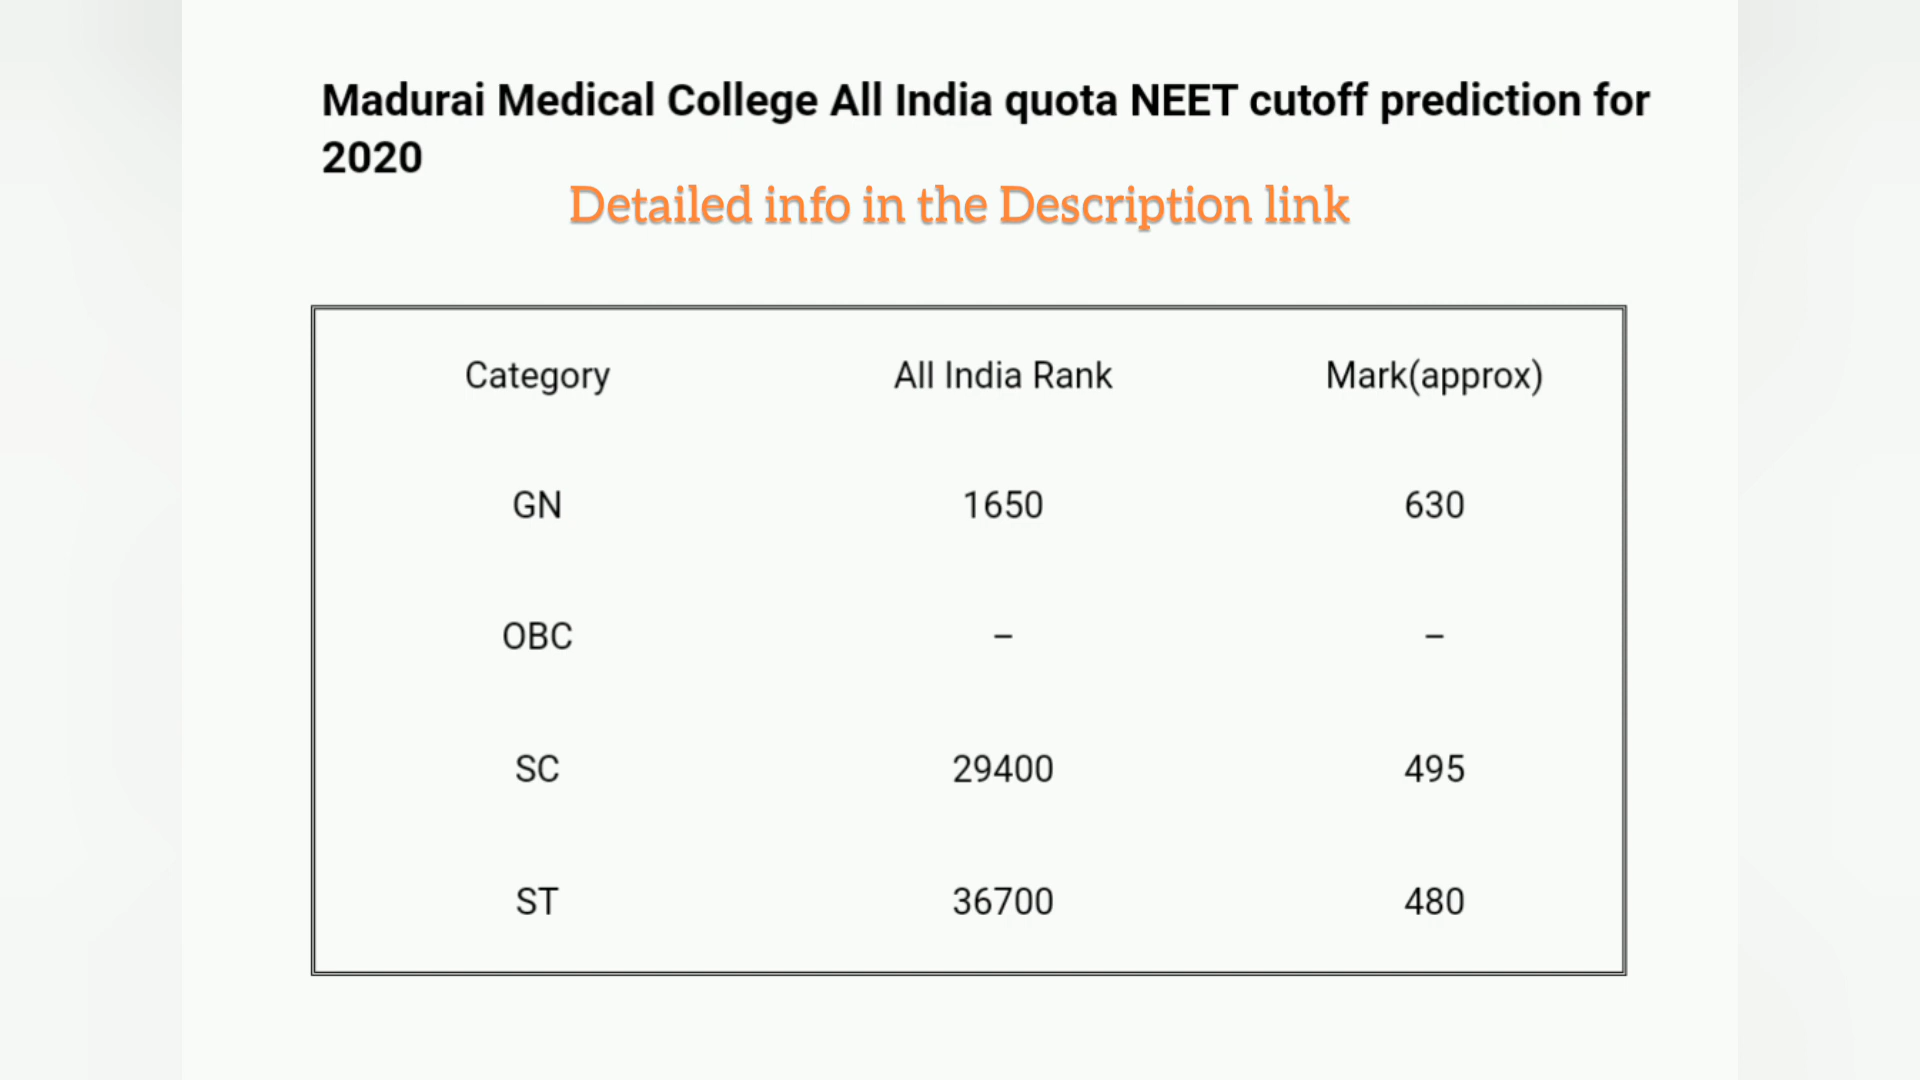 Madurai Medical College All India quota NEET cutoff prediction for
2020
Detailed info in the Description link
Category All India Rank Mark(approx)
GN 1650 630
OBC – –
SC 29400 495
ST 36700 480